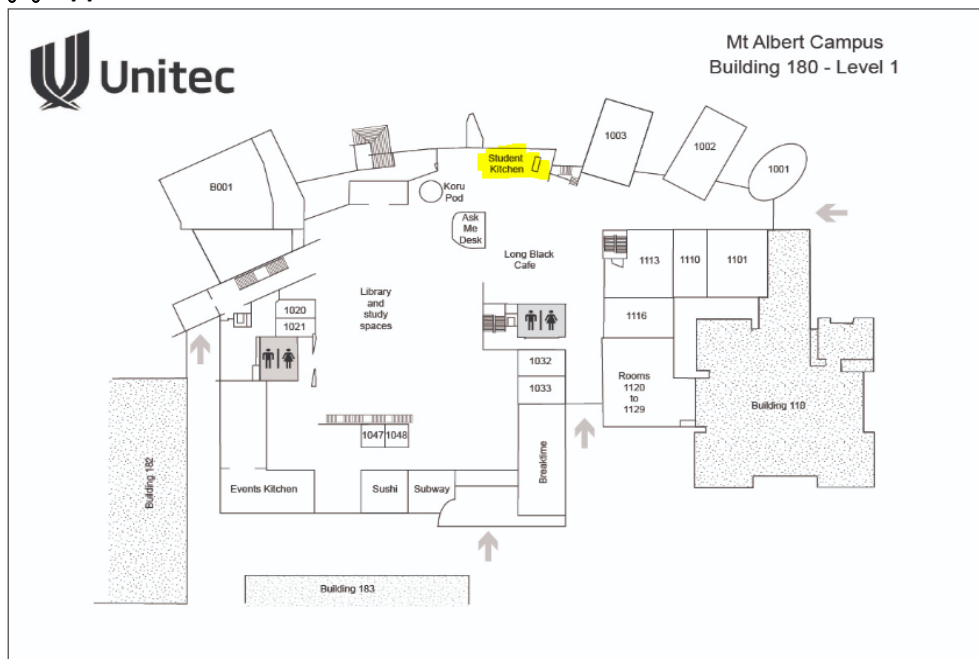 Unitec
Mt Albert Campus
Building 180 - Level 1
1003
1002
1001
B001
Student
Kitchen
Koru
Pod
Ask
Me
Desk
Long Black
Cafe
1113
1110
1101
Library
and
study
spaces
1020
1021
1116
1032
1033
Rooms
1120
to
1129
Building 110
1047
1048
Building 182
Events Kitchen
Sushi
Subway
Breaktime
Building 183